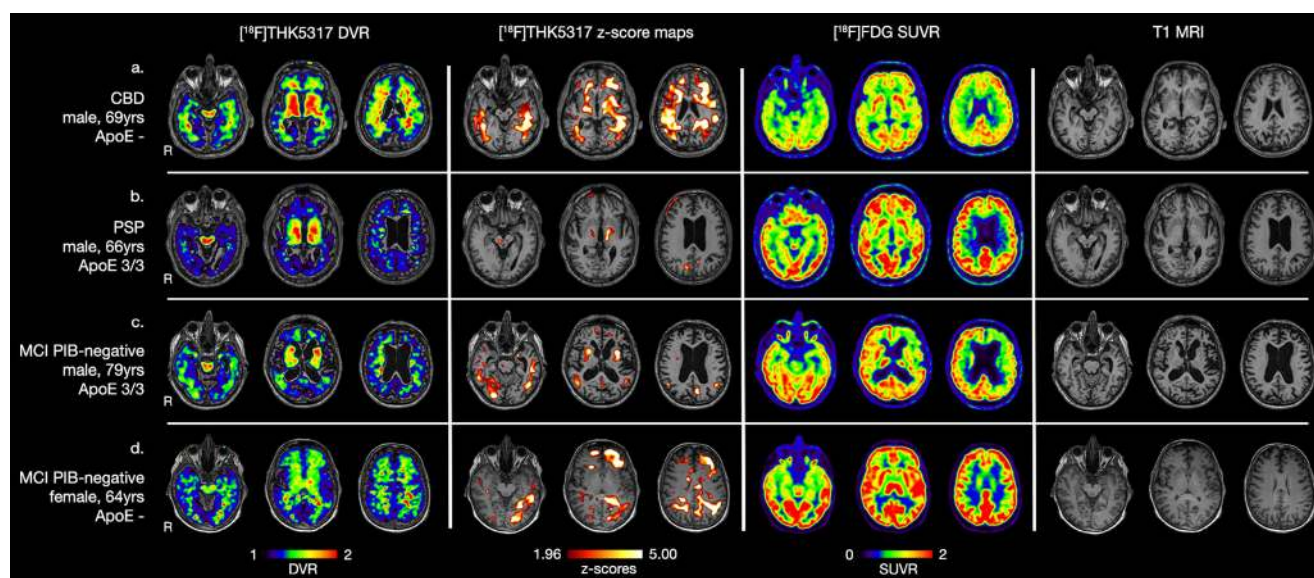 [¹⁸F]THK5317 DVR
[¹⁸F]THK5317 z-score maps
[¹⁸F]FDG SUVR
T1 MRI
a.
CBD
male, 69yrs
ApoE -
R
b.
PSP
male, 66yrs
ApoE 3/3
R
c.
MCI PIB-negative
male, 79yrs
ApoE 3/3
R
d.
MCI PIB-negative
female, 64yrs
ApoE -
R
1 2
DVR
1.96 5.00
z-scores
0 2
SUVR